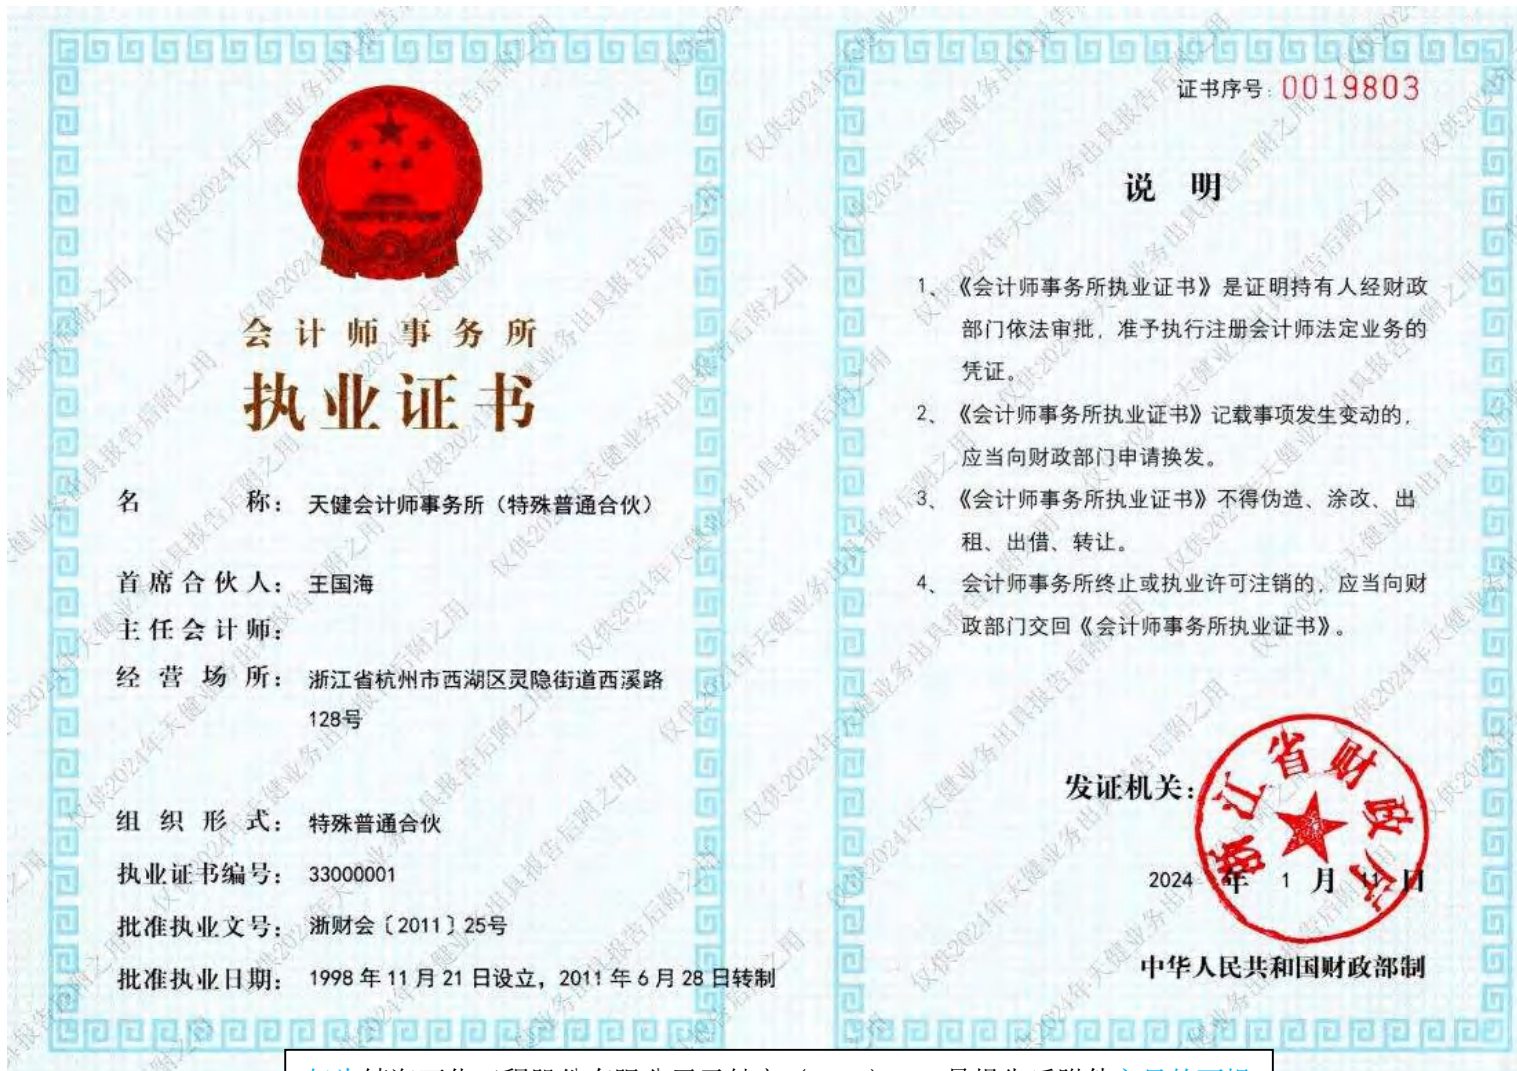 会计师事务所
执业证书
名 称： 天健会计师事务所（特殊普通合伙）
首席合伙人： 王国海
主任会计师：
经营场所： 浙江省杭州市西湖区灵隐街道西溪路
128号
组织形式： 特殊普通合伙
执业证书编号： 33000001
批准执业文号： 浙财会〔2011〕25号
批准执业日期： 1998年11月21日设立，2011年6月28日转制
证书序号：0019803
说 明
1、《会计师事务所执业证书》是证明持有人经财政
部门依法审批，准予执行注册会计师法定业务的
凭证。
2、《会计师事务所执业证书》记载事项发生变动的，
应当向财政部门申请换发。
3、《会计师事务所执业证书》不得伪造、涂改、出
租、出借、转让。
4、 会计师事务所终止或执业许可注销的，应当向财
政部门交回《会计师事务所执业证书》。
发证机关：
浙江省财政厅
2024年1月11日
中华人民共和国财政部制
仅供2024年天健业务出具报告后附之用